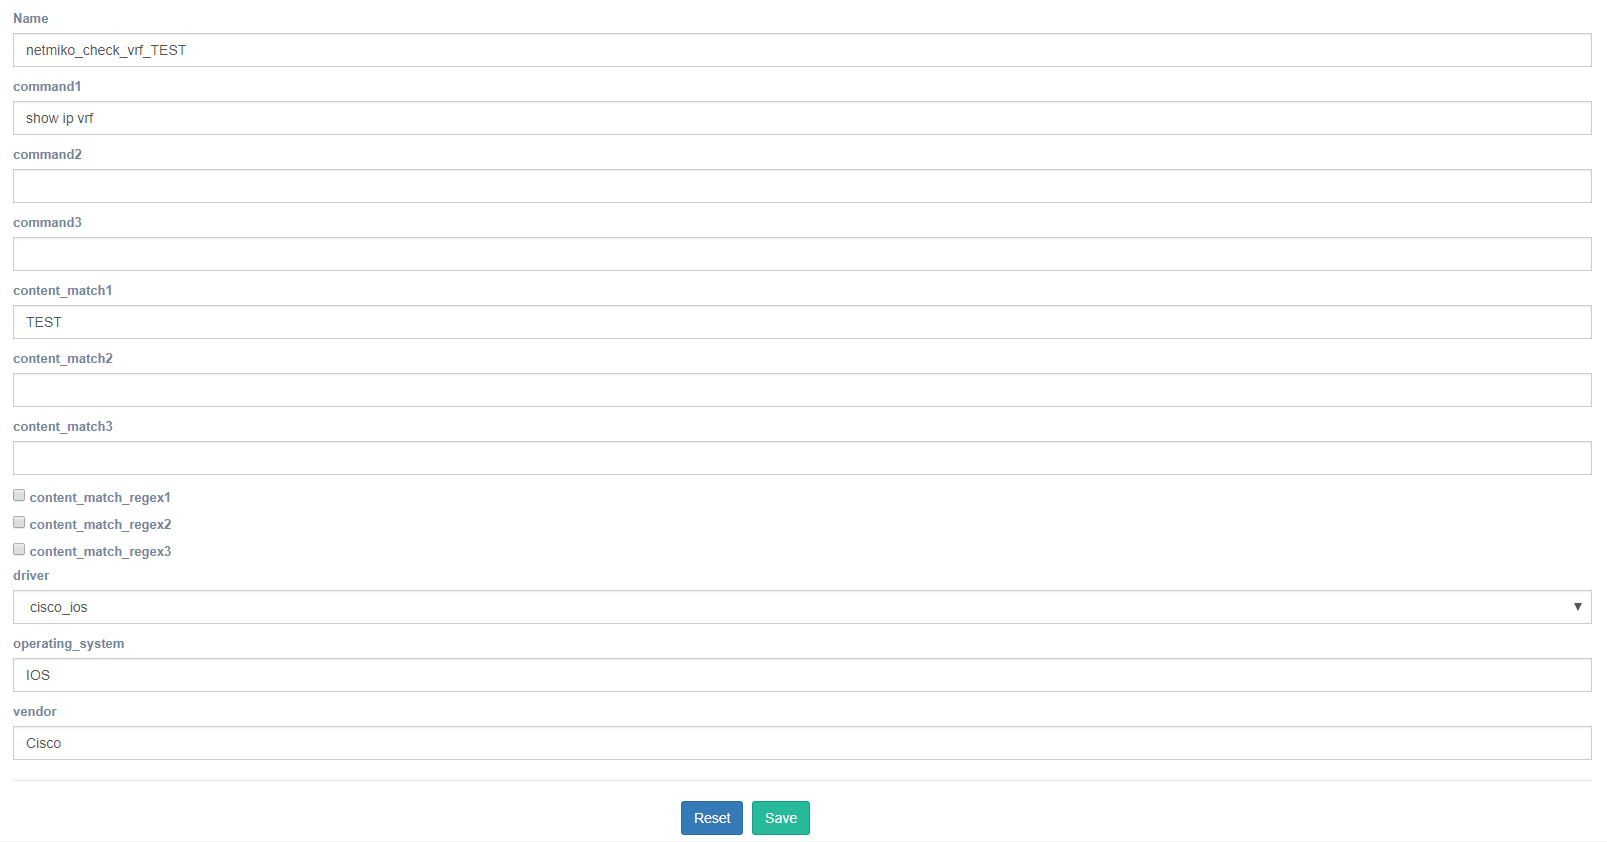 Name
netmiko_check_vrf_TEST
command1
show ip vrf
command2
command3
content_match1
TEST
content_match2
content_match3
content_match_regex1
content_match_regex2
content_match_regex3
driver
cisco_ios
operating_system
IOS
vendor
Cisco
Reset Save